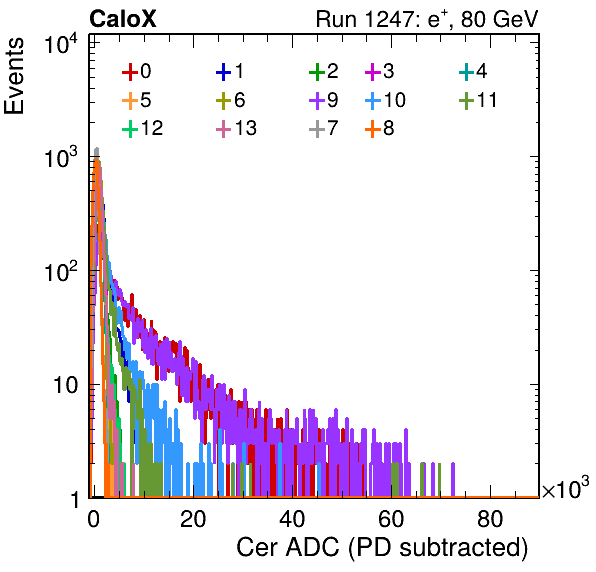 CaloX Run 1247: e⁺, 80 GeV
Events
10⁴
10³
10²
10
1
0 1 2 3 4
5 6 9 10 11
12 13 7 8
0 20 40 60 80
×10³
Cer ADC (PD subtracted)